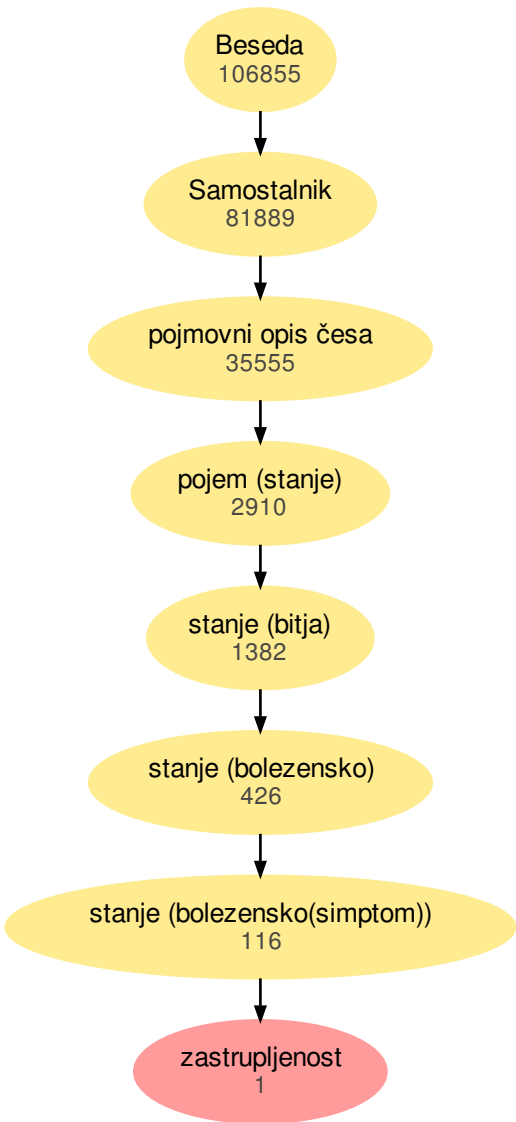 Beseda
106855
Samostalnik
81889
pojmovni opis česa
35555
pojem (stanje)
2910
stanje (bitja)
1382
stanje (bolezensko)
426
stanje (bolezensko(simptom))
116
zastrupljenost
1